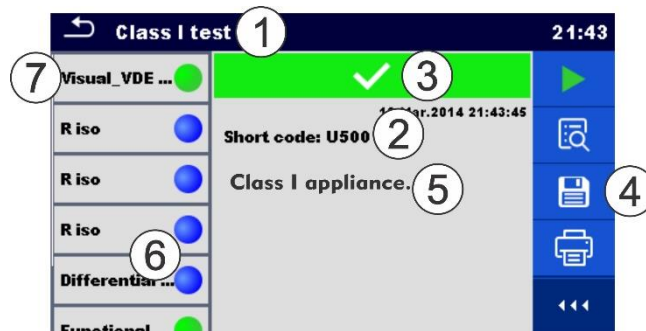 Class I test
1
21:43
7
Visual_VDE ...
3
Mar.2014 21:43:45
Short code: U500
2
R iso
R iso
Class I appliance.
5
4
R iso
6
Differential ...
Functional